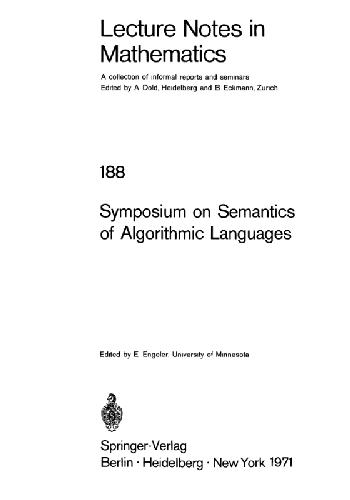 Lecture Notes in
Mathematics
A collection of informal reports and seminars
Edited by A. Dold, Heidelberg and B. Eckmann, Zürich
188
Symposium on Semantics
of Algorithmic Languages
Edited by E. Engeler, University of Minnesota
Springer-Verlag
Berlin · Heidelberg · New York 1971